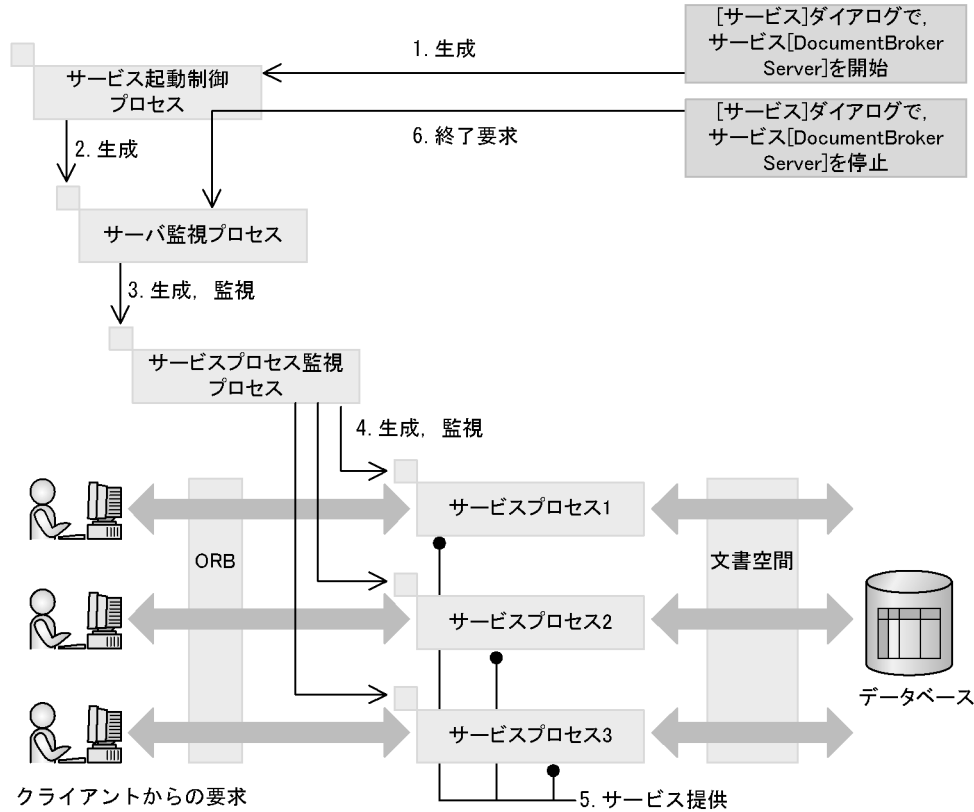 [サービス]ダイアログで,
サービス[DocumentBroker
Server]を開始
1. 生成
サービス起動制御
プロセス
[サービス]ダイアログで,
サービス[DocumentBroker
Server]を停止
6. 終了要求
2. 生成
サーバ監視プロセス
3. 生成，監視
サービスプロセス監視
プロセス
4. 生成，監視
サービスプロセス1
ORB
文書空間
サービスプロセス2
データベース
サービスプロセス3
クライアントからの要求
5. サービス提供